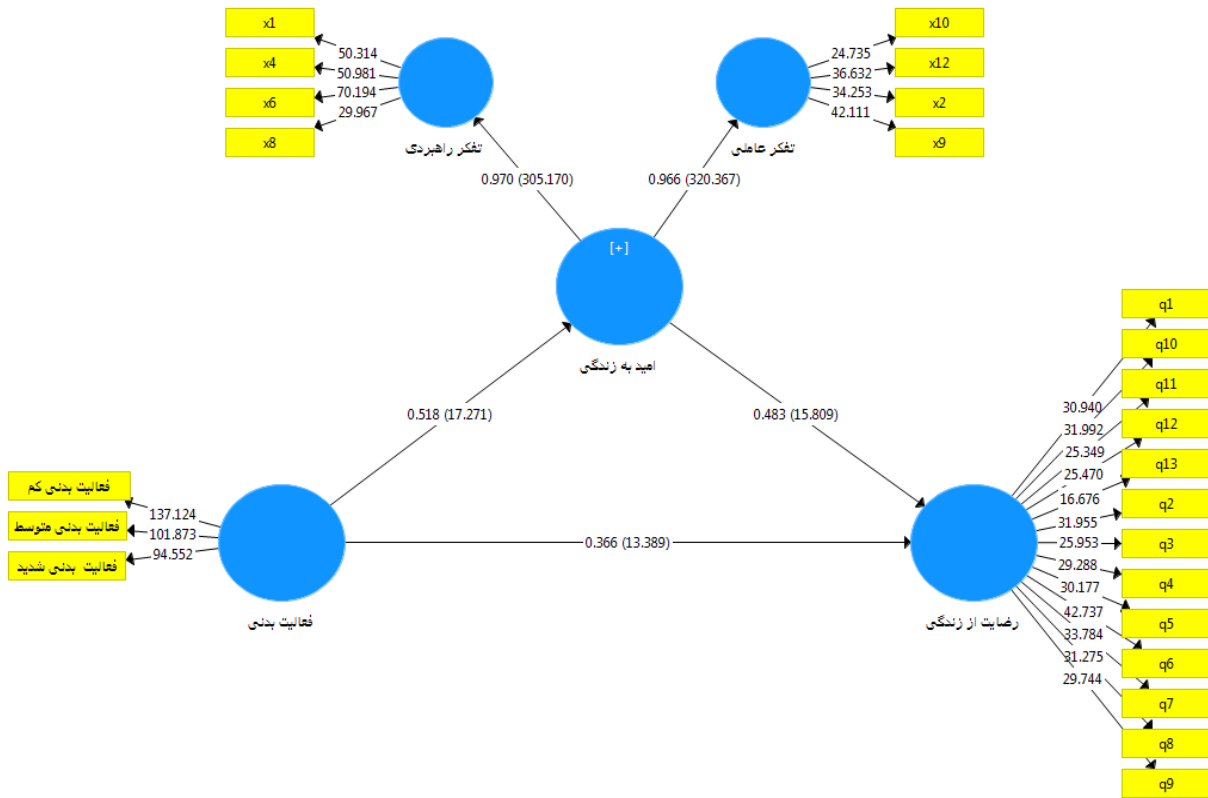 x1
x4
x6
x8
50.314
50.981
70.194
29.967
تفکر راهبردی
x10
x12
x2
x9
24.735
36.632
34.253
42.111
تفکر عاملی
0.970 (305.170)
0.966 (320.367)
[+]
امید به زندگی
0.518 (17.271)
0.483 (15.809)
0.366 (13.389)
فعالیت بدنی کم
فعالیت بدنی متوسط
فعالیت بدنی شدید
137.124
101.873
94.552
فعالیت بدنی
رضایت از زندگی
30.940
31.992
25.349
25.470
16.676
31.955
25.953
29.288
30.177
42.737
33.784
31.275
29.744
q1
q10
q11
q12
q13
q2
q3
q4
q5
q6
q7
q8
q9